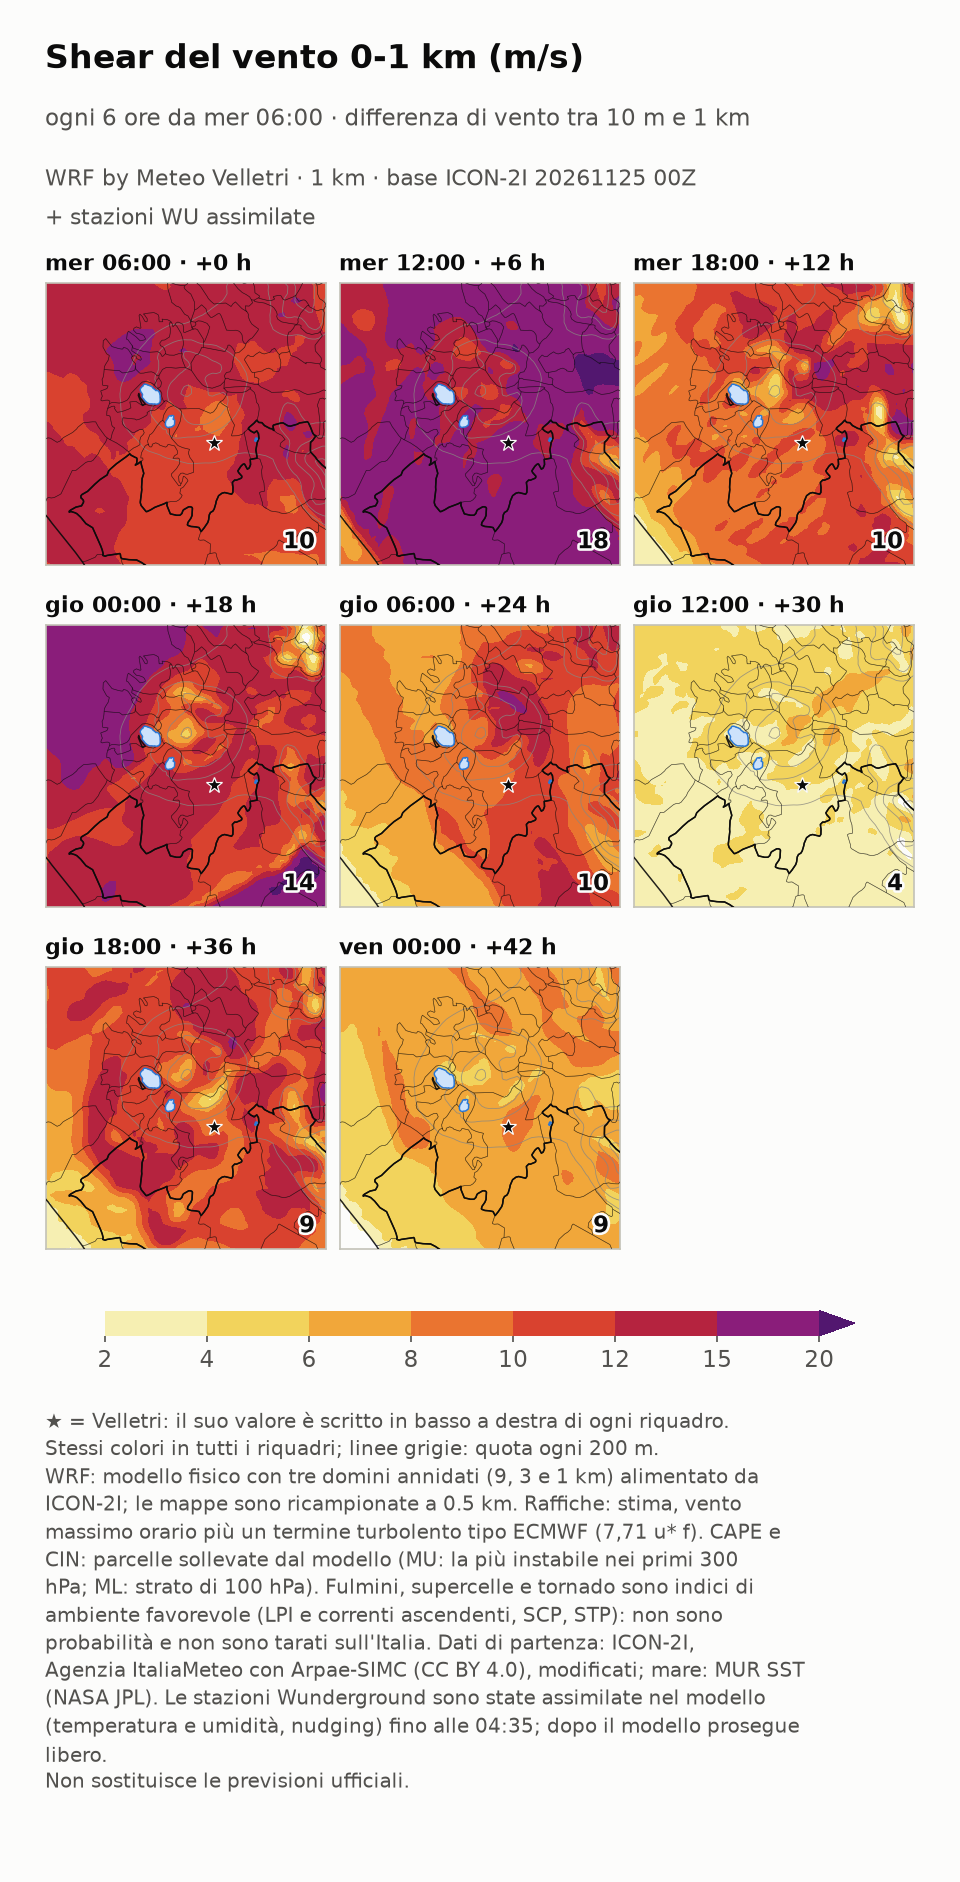 Shear del vento 0-1 km (m/s)
ogni 6 ore da mer 06:00 · differenza di vento tra 10 m e 1 km
WRF by Meteo Velletri · 1 km · base ICON-2I 20261125 00Z
+ stazioni WU assimilate
mer 06:00 · +0 h
mer 12:00 · +6 h
mer 18:00 · +12 h
10
18
10
gio 00:00 · +18 h
gio 06:00 · +24 h
gio 12:00 · +30 h
14
10
4
gio 18:00 · +36 h
ven 00:00 · +42 h
9
9
2 4 6 8 10 12 15 20
★ = Velletri: il suo valore è scritto in basso a destra di ogni riquadro.
Stessi colori in tutti i riquadri; linee grigie: quota ogni 200 m.
WRF: modello fisico con tre domini annidati (9, 3 e 1 km) alimentato da
ICON-2I; le mappe sono ricampionate a 0.5 km. Raffiche: stima, vento
massimo orario più un termine turbolento tipo ECMWF (7,71 u* f). CAPE e
CIN: parcelle sollevate dal modello (MU: la più instabile nei primi 300
hPa; ML: strato di 100 hPa). Fulmini, supercelle e tornado sono indici di
ambiente favorevole (LPI e correnti ascendenti, SCP, STP): non sono
probabilità e non sono tarati sull'Italia. Dati di partenza: ICON-2I,
Agenzia ItaliaMeteo con Arpae-SIMC (CC BY 4.0), modificati; mare: MUR SST
(NASA JPL). Le stazioni Wunderground sono state assimilate nel modello
(temperatura e umidità, nudging) fino alle 04:35; dopo il modello prosegue
libero.
Non sostituisce le previsioni ufficiali.